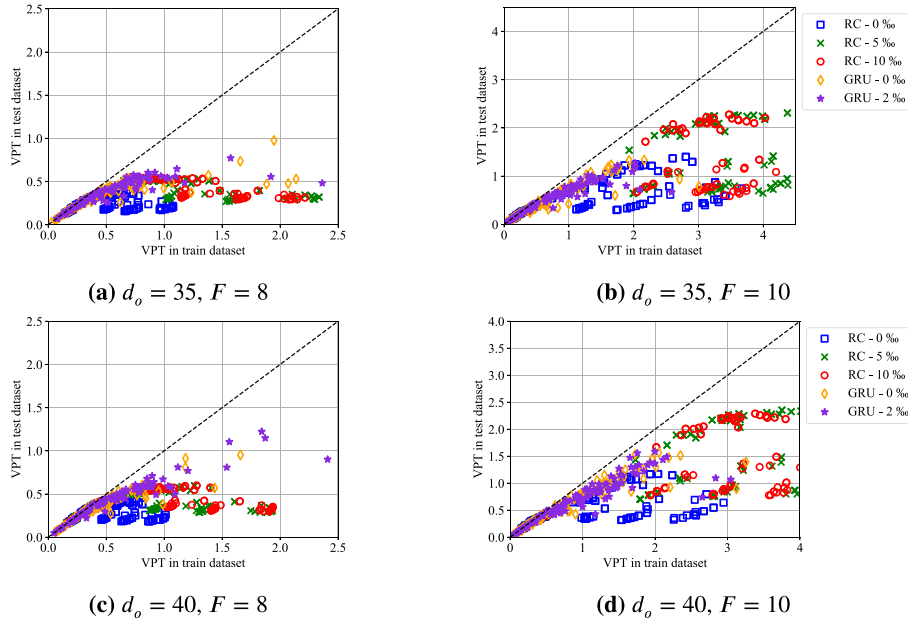 2.5
2.0
1.5
1.0
0.5
0.0
VPT in test dataset
0.0 0.5 1.0 1.5 2.0 2.5
VPT in train dataset
(a) dₒ = 35, F = 8
4
3
2
1
0
VPT in test dataset
0 1 2 3 4
VPT in train dataset
RC - 0 ‰
RC - 5 ‰
RC - 10 ‰
GRU - 0 ‰
GRU - 2 ‰
(b) dₒ = 35, F = 10
2.5
2.0
1.5
1.0
0.5
0.0
VPT in test dataset
0.0 0.5 1.0 1.5 2.0 2.5
VPT in train dataset
(c) dₒ = 40, F = 8
4.0
3.5
3.0
2.5
2.0
1.5
1.0
0.5
0.0
VPT in test dataset
0 1 2 3 4
VPT in train dataset
RC - 0 ‰
RC - 5 ‰
RC - 10 ‰
GRU - 0 ‰
GRU - 2 ‰
(d) dₒ = 40, F = 10